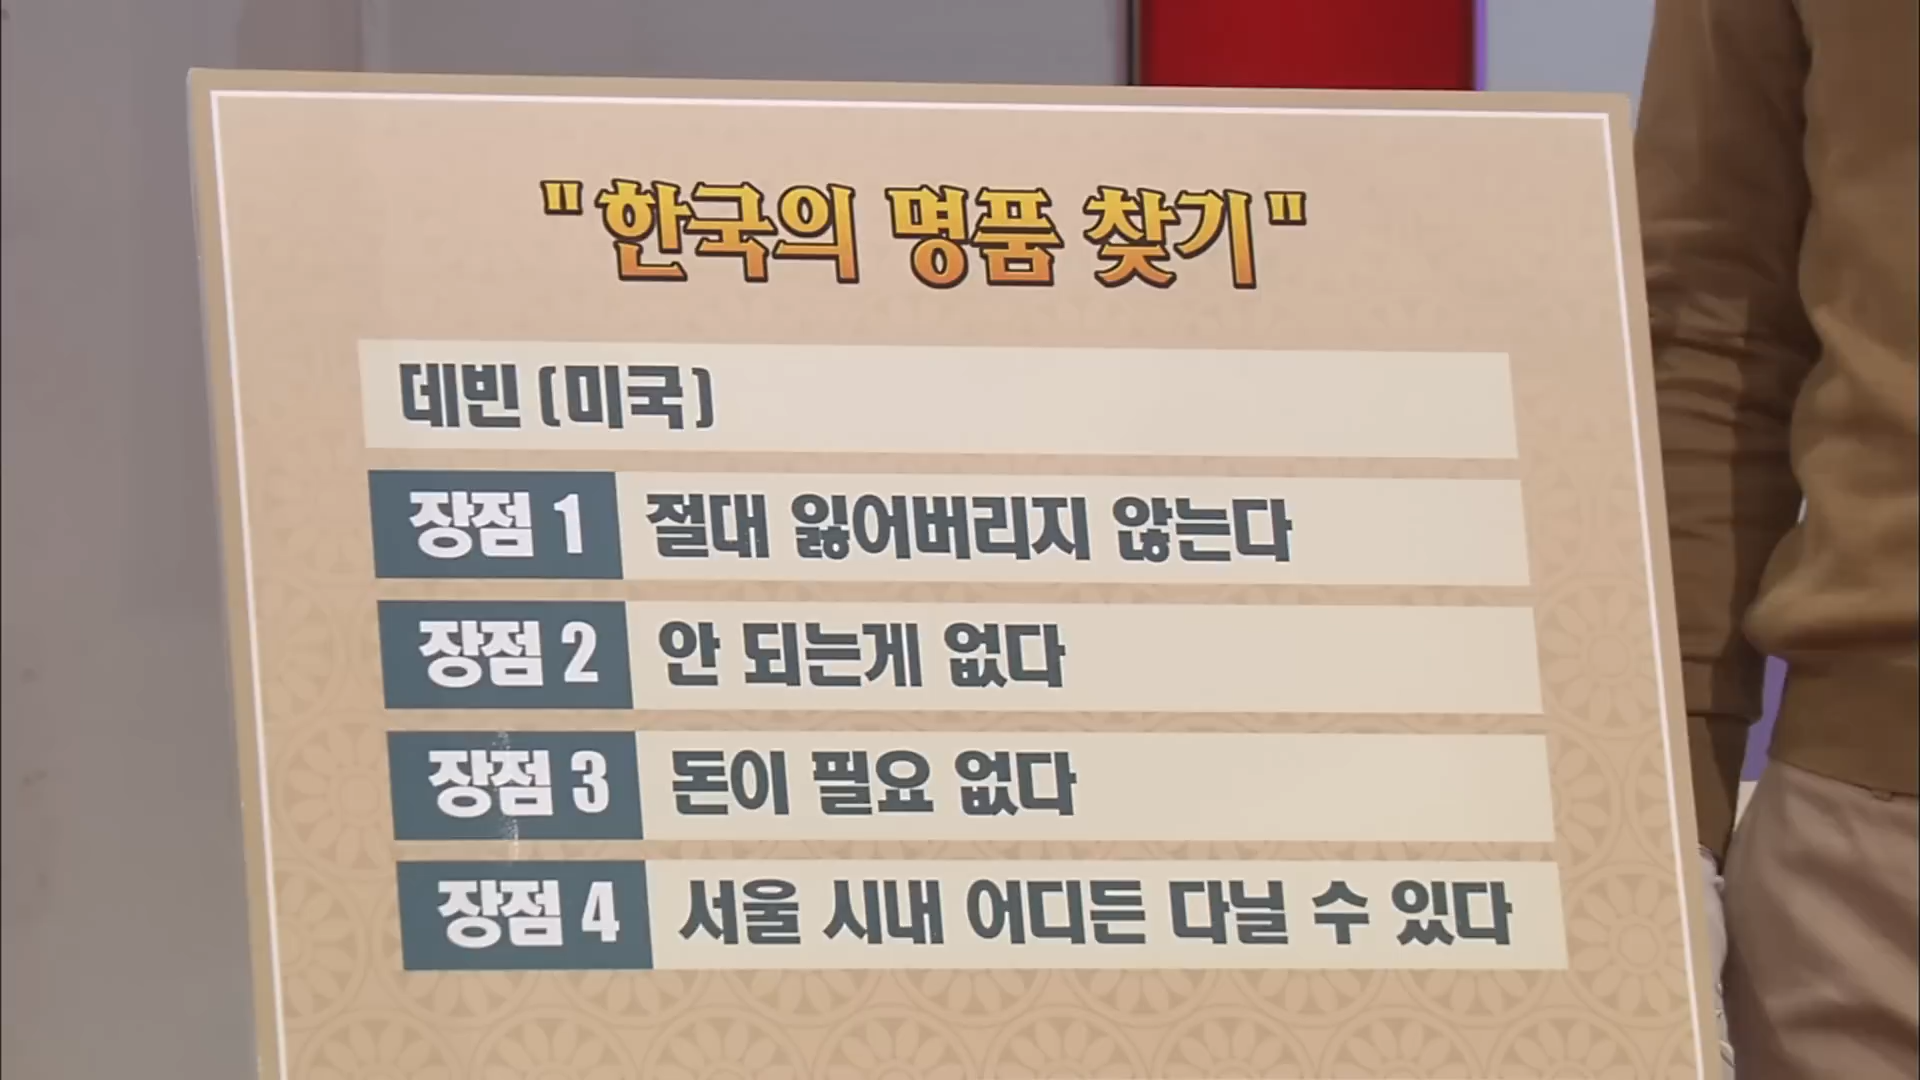 "한국의 명품 찾기"
데빈(미국)
장점 1 절대 잃어버리지 않는다
장점 2 안 되는게 없다
장점 3 돈이 필요 없다
장점 4 서울 시내 어디든 다닐 수 있다